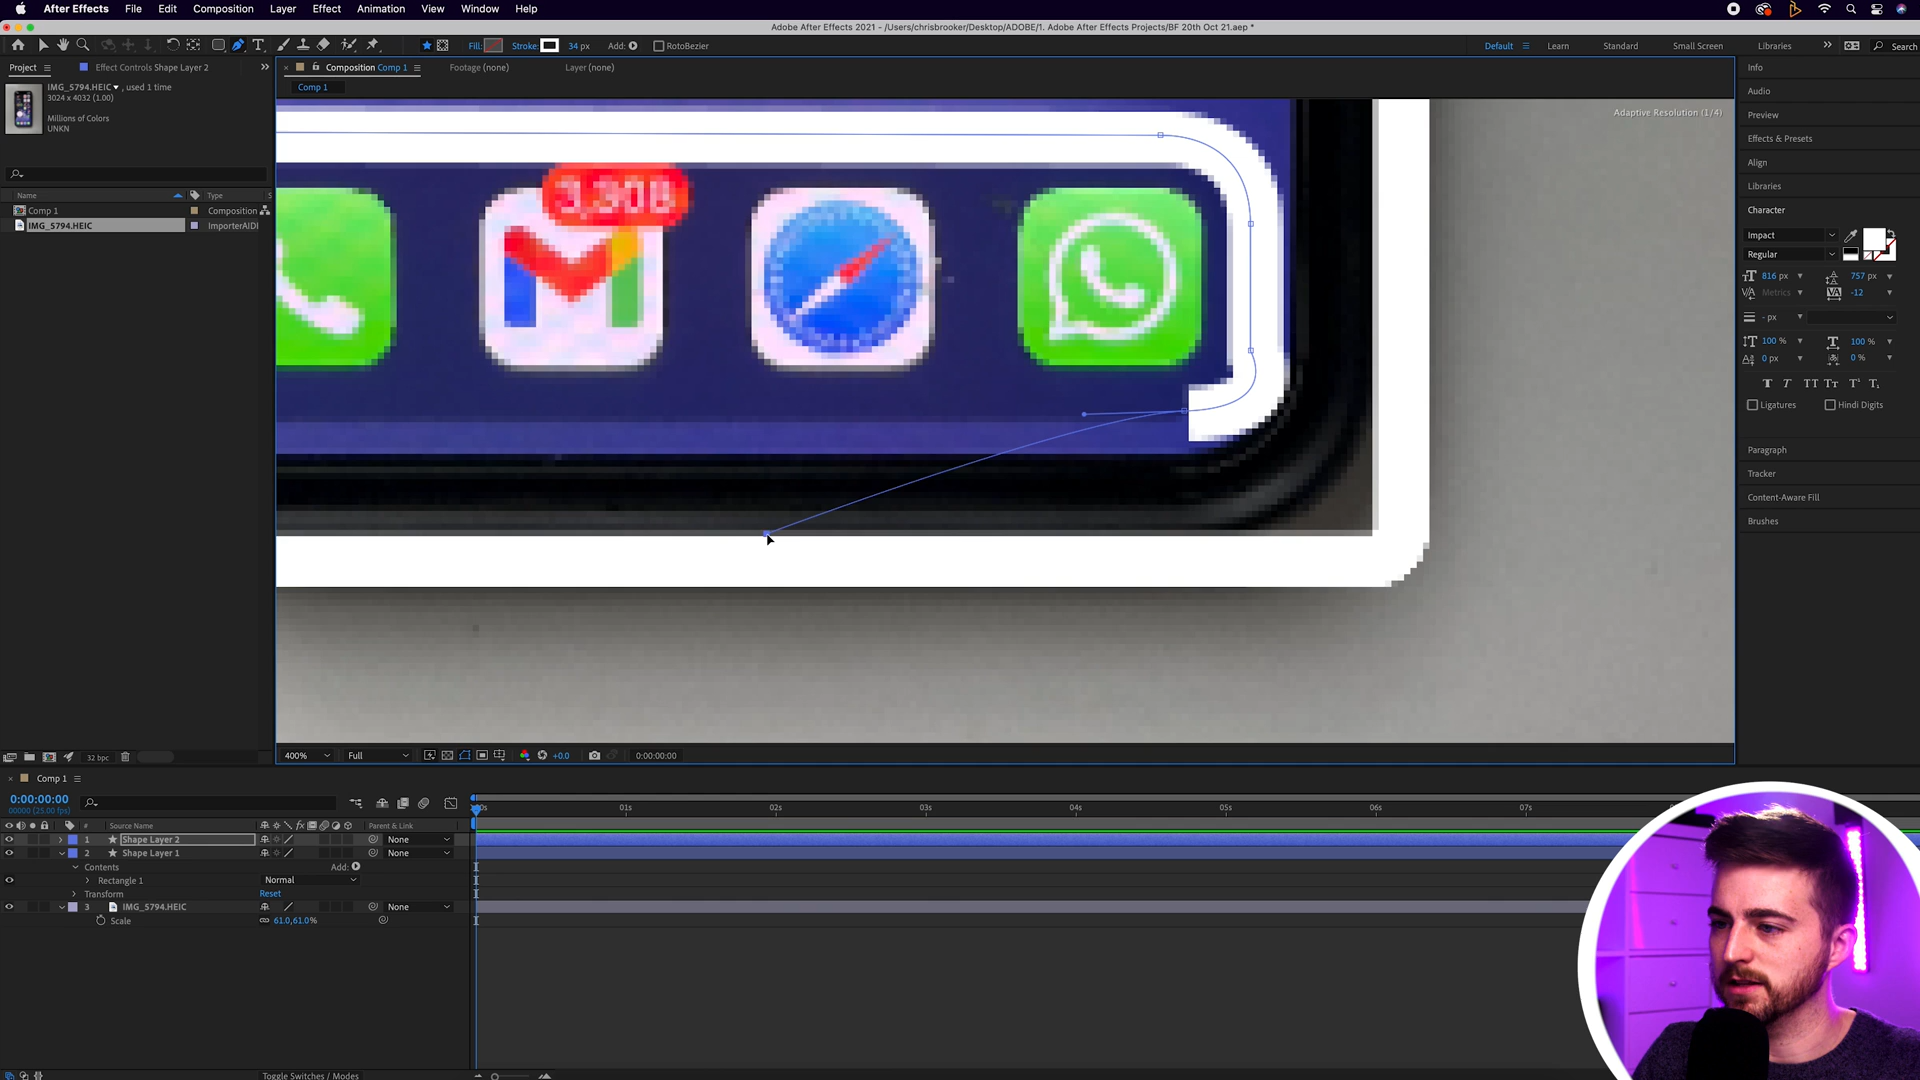 After Effects File Edit Composition Layer Effect Animation View Window Help
Adobe After Effects 2021 - /Users/chrisbrooker/Desktop/ADOBE/1. Adobe After Effects Projects/BF 20th Oct 21.aep *
Fill: Stroke: 34 px Add: RotoBezier Default Learn Standard Small Screen Libraries Search
Project Effect Controls Shape Layer 2 Composition Comp 1 Footage (none) Layer (none) Info
IMG_5794.HEIC , used 1 time
3024 x 4032 (1.00)
Comp 1
Audio
Adaptive Resolution (1/4)
Preview
Millions of Colors
UNKN
Effects & Presets
Align
Libraries
Name Type S
Comp 1 Composition
IMG_5794.HEIC ImporterAIDI
Character
Impact
Regular
816 px 757 px
Metrics -12
- px
100 % 100 %
0 px 0 %
Ligatures Hindi Digits
Paragraph
Tracker
Content-Aware Fill
Brushes
32 bpc
400% Full +0.0 0:00:00:00
Comp 1
0:00:00:00
00000 (25.00 fps)
01s 02s 03s 04s 05s 06s 07s
# Source Name Parent & Link
1 Shape Layer 2 None
2 Shape Layer 1 None
Contents Add:
Rectangle 1 Normal
Transform Reset
3 IMG_5794.HEIC None
Scale 61.0,61.0%
Toggle Switches / Modes